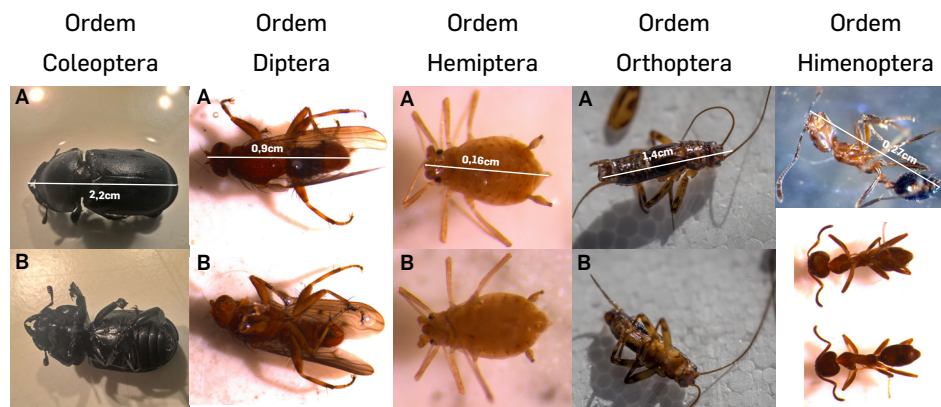 Ordem
Coleoptera
Ordem
Diptera
Ordem
Hemiptera
Ordem
Orthoptera
Ordem
Himenoptera
A
2,2cm
A
0,9cm
A
0,16cm
A
1,4cm
0,27cm
B
B
B
B